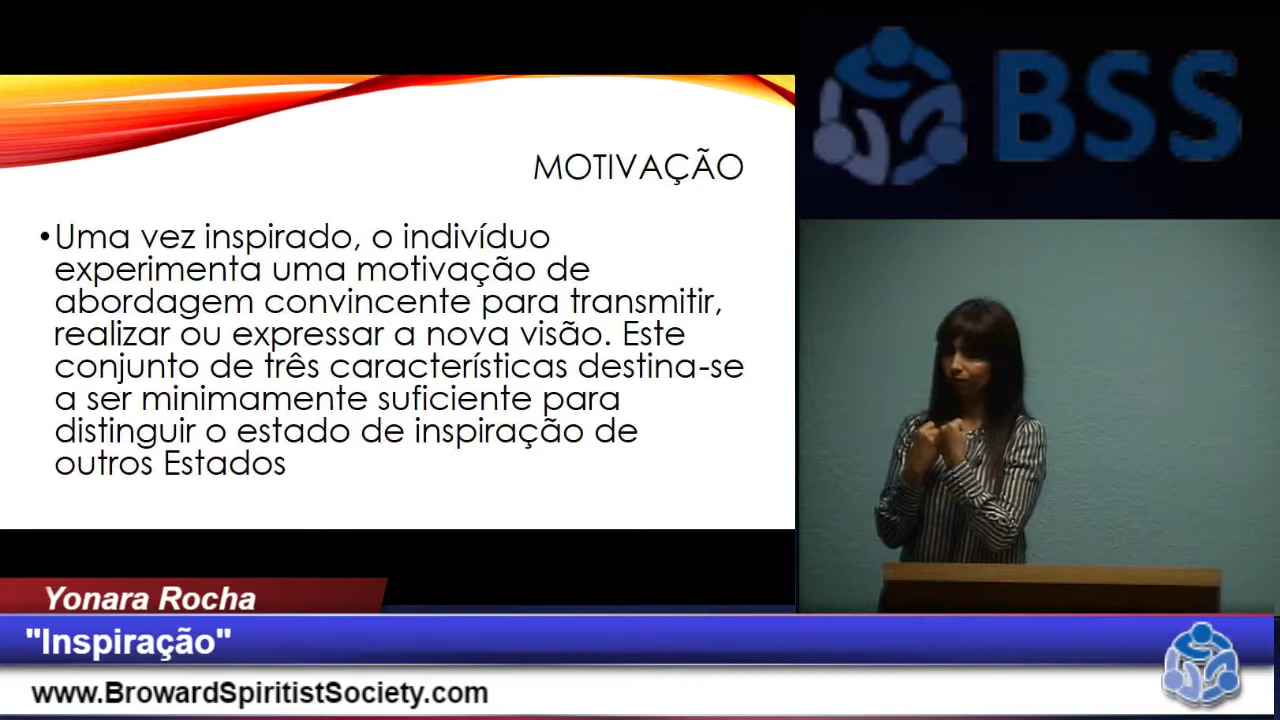 BSS
MOTIVAÇÃO
•Uma vez inspirado, o indivíduo
experimenta uma motivação de
abordagem convincente para transmitir,
realizar ou expressar a nova visão. Este
conjunto de três características destina-se
a ser minimamente suficiente para
distinguir o estado de inspiração de
outros Estados
Yonara Rocha
"Inspiração"
www.BrowardSpiritistSociety.com